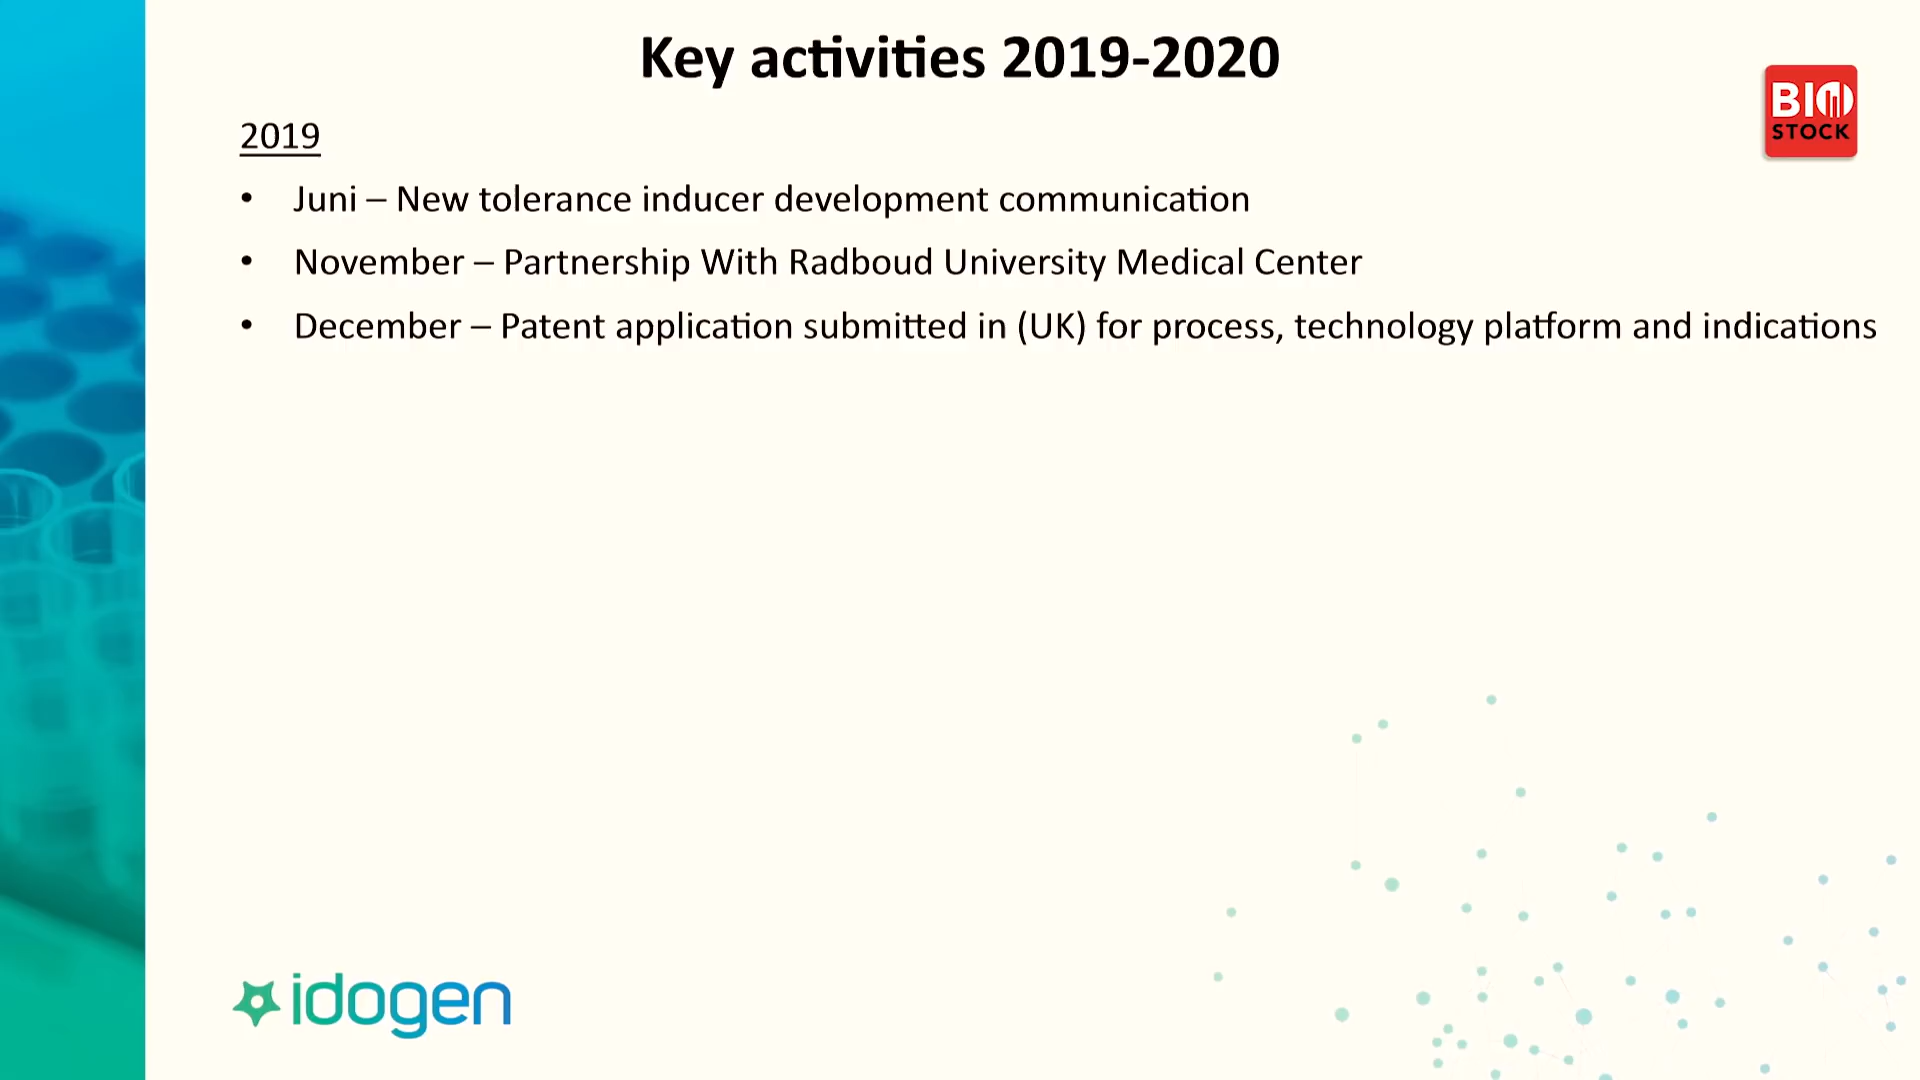 Key activities 2019-2020
BIO
STOCK
2019
• Juni – New tolerance inducer development communication
• November – Partnership With Radboud University Medical Center
• December – Patent application submitted in (UK) for process, technology platform and indications
idogen